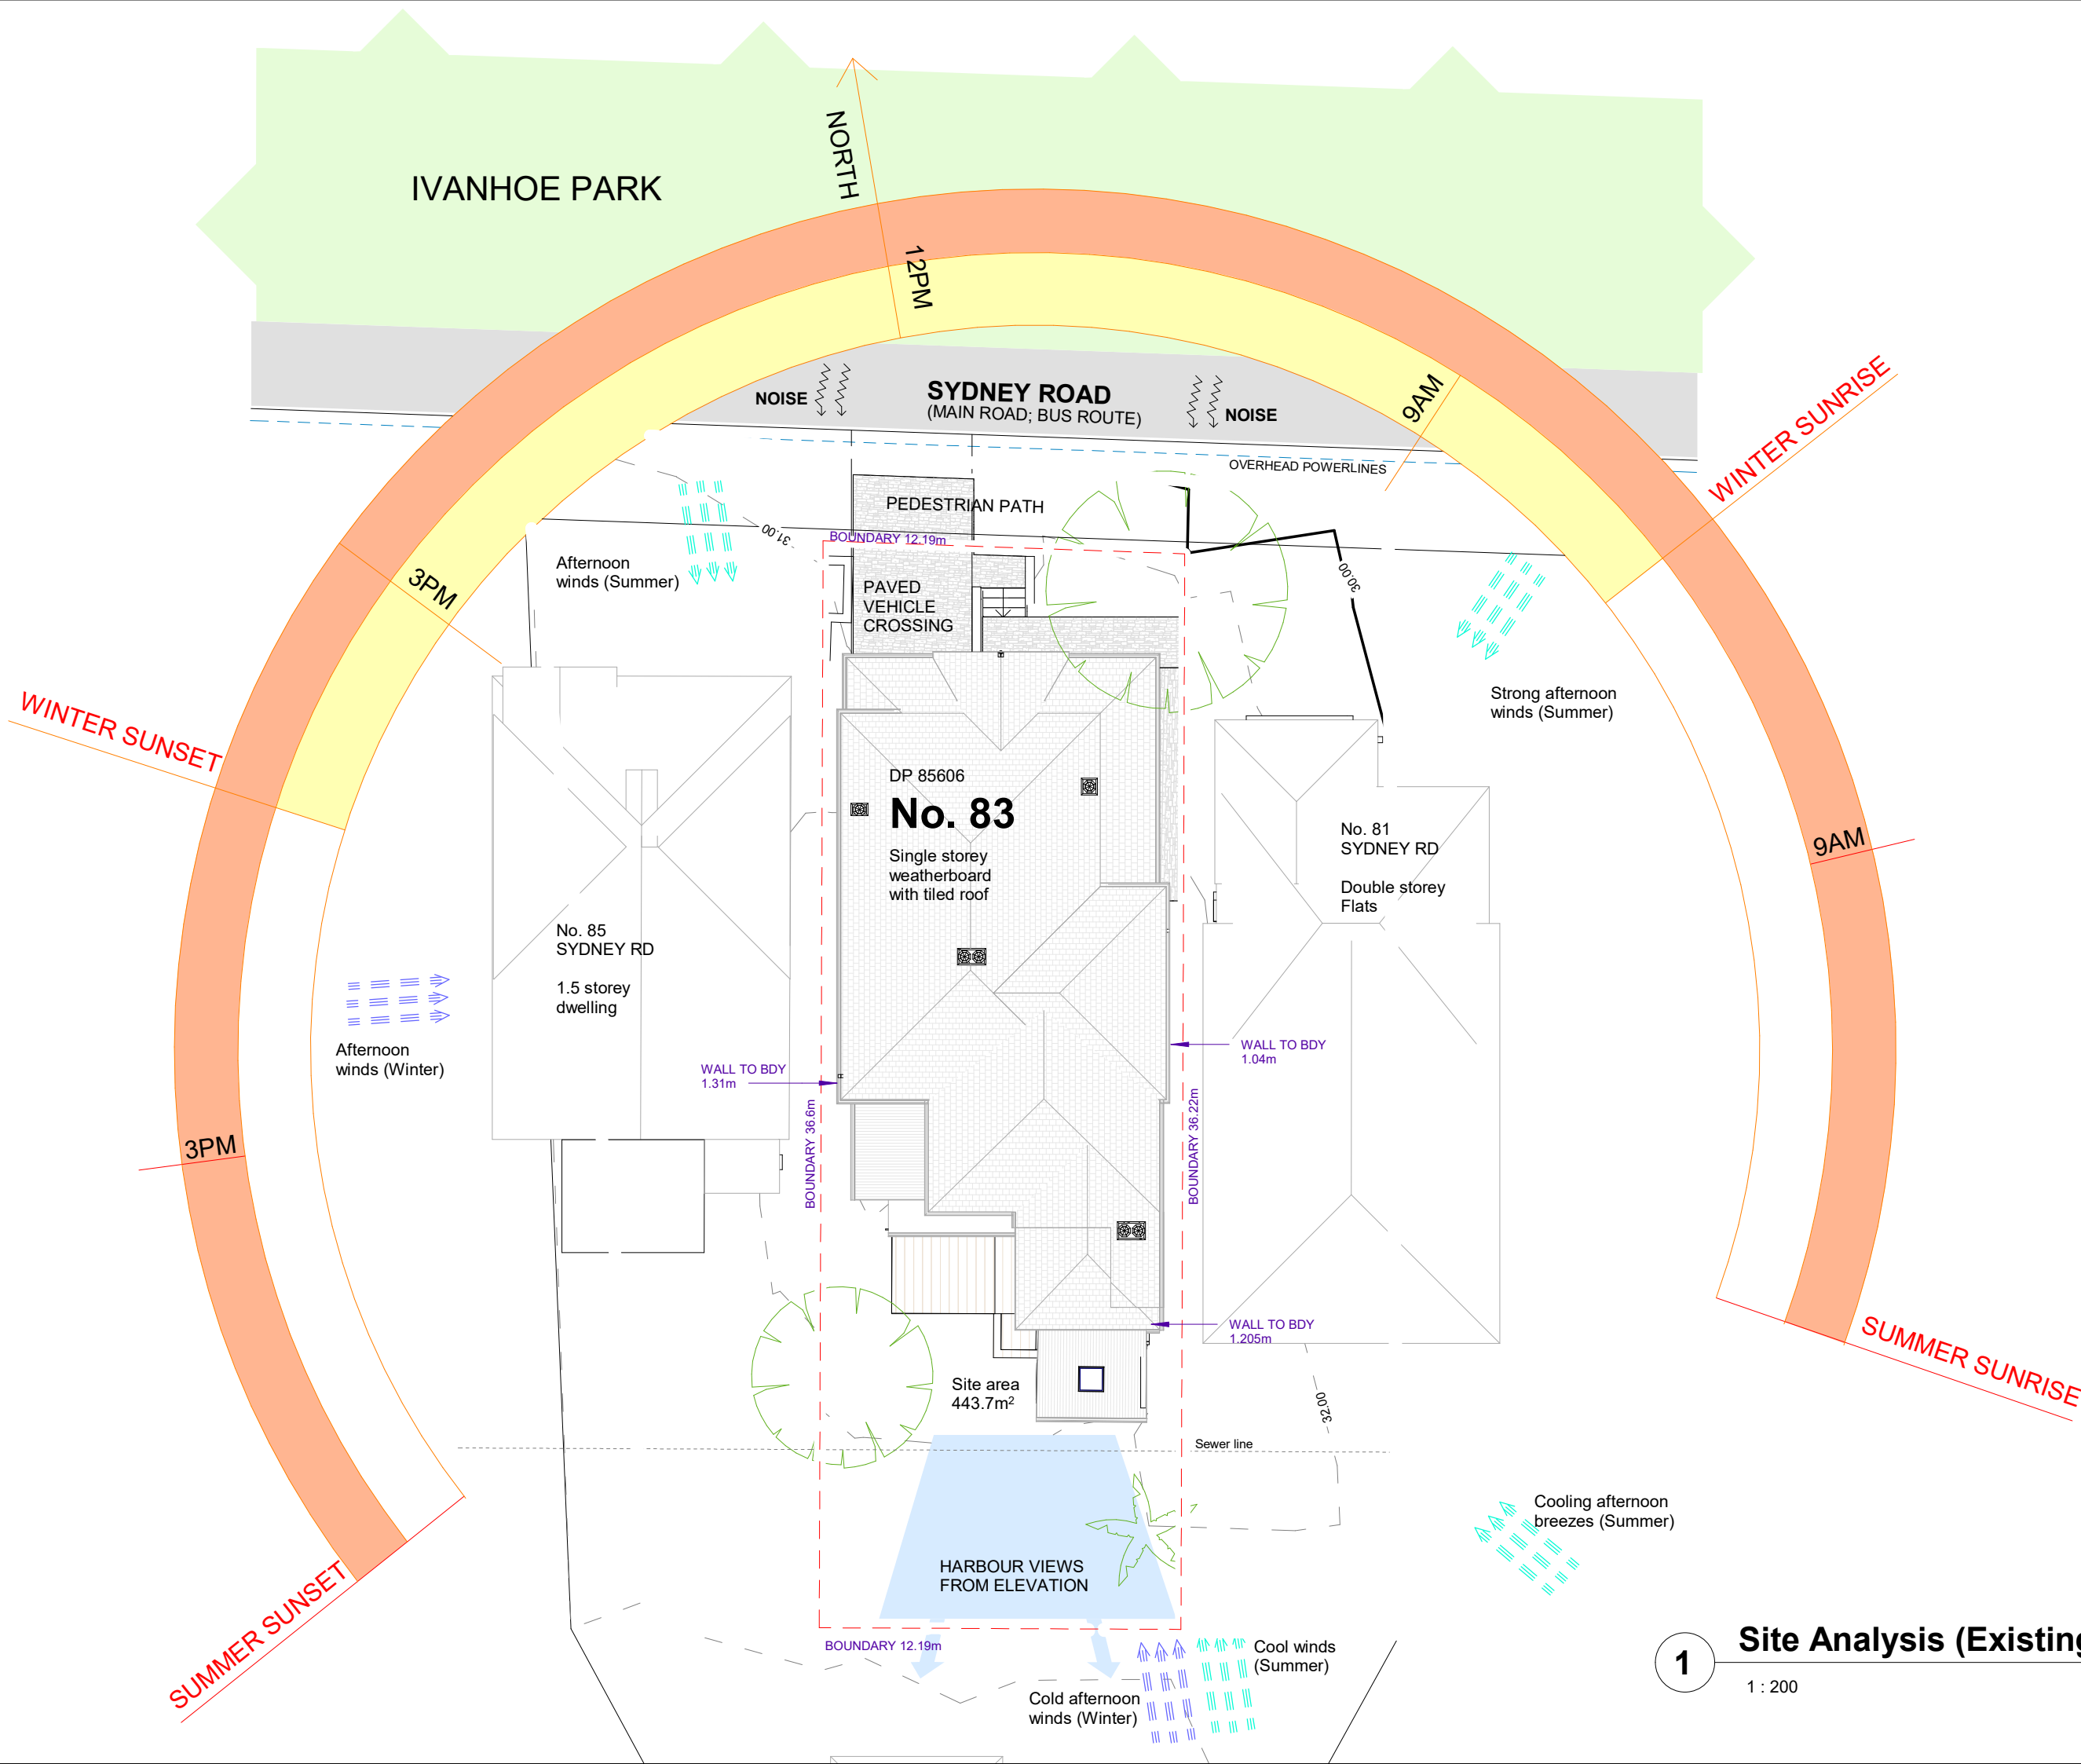 IVANHOE PARK
NORTH
12PM
NOISE
SYDNEY ROAD
(MAIN ROAD; BUS ROUTE)
NOISE
9AM
WINTER SUNRISE
OVERHEAD POWERLINES
PEDESTRIAN PATH
31.00
BOUNDARY 12.19m
Afternoon
winds (Summer)
3PM
PAVED
VEHICLE
CROSSING
30.00
Strong afternoon
winds (Summer)
WINTER SUNSET
DP 85606
No. 83
Single storey
weatherboard
with tiled roof
No. 81
SYDNEY RD
Double storey
Flats
9AM
No. 85
SYDNEY RD
1.5 storey
dwelling
Afternoon
winds (Winter)
WALL TO BDY
1.31m
WALL TO BDY
1.04m
BOUNDARY 36.6m
BOUNDARY 36.22m
3PM
WALL TO BDY
1.205m
SUMMER SUNRISE
Site area
443.7m²
32.00
Sewer line
Cooling afternoon
breezes (Summer)
HARBOUR VIEWS
FROM ELEVATION
SUMMER SUNSET
BOUNDARY 12.19m
Cool winds
(Summer)
Cold afternoon
winds (Winter)
1
Site Analysis (Existing
1 : 200